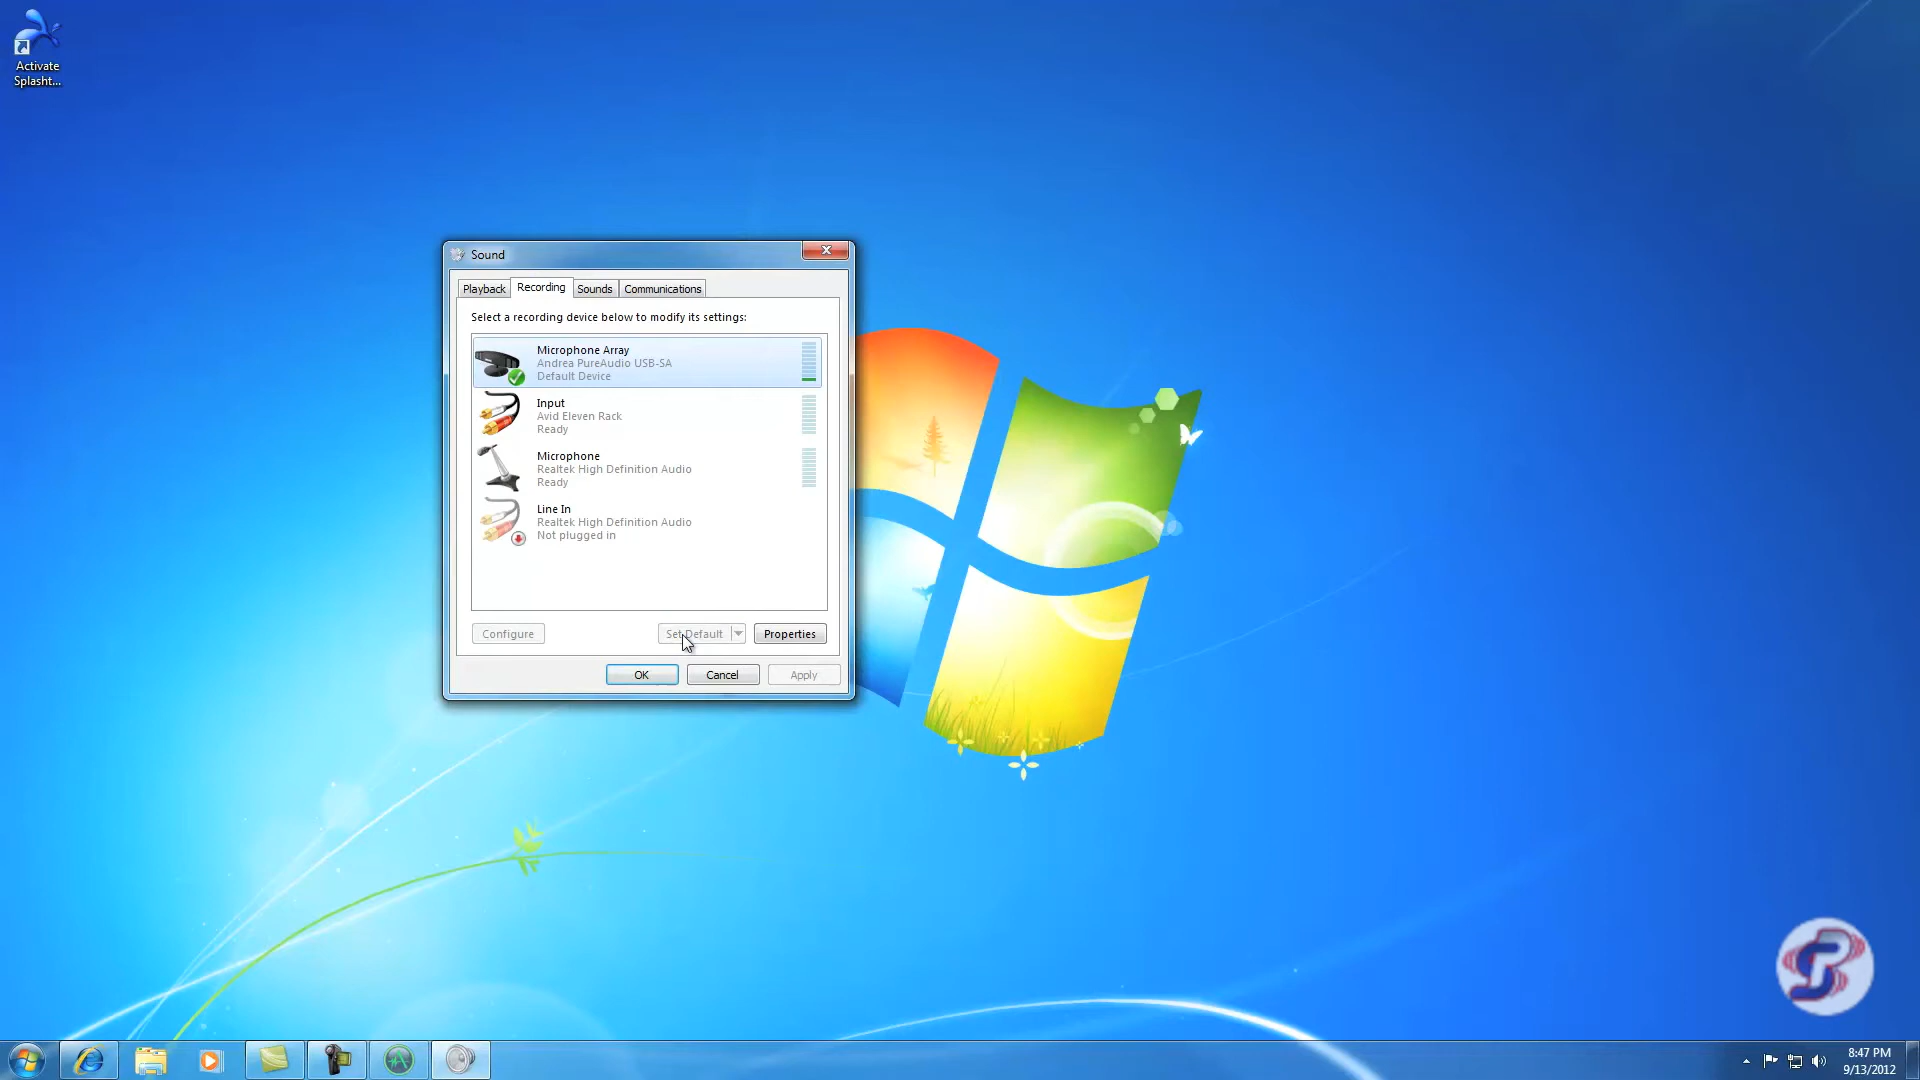 Activate
Splasht...
Sound
Playback
Recording
Sounds
Communications
Select a recording device below to modify its settings:
Microphone Array
Andrea PureAudio USB-SA
Default Device
Input
Avid Eleven Rack
Ready
Microphone
Realtek High Definition Audio
Ready
Line In
Realtek High Definition Audio
Not plugged in
Configure
Set Default
Properties
OK
Cancel
Apply
8:47 PM
9/13/2012